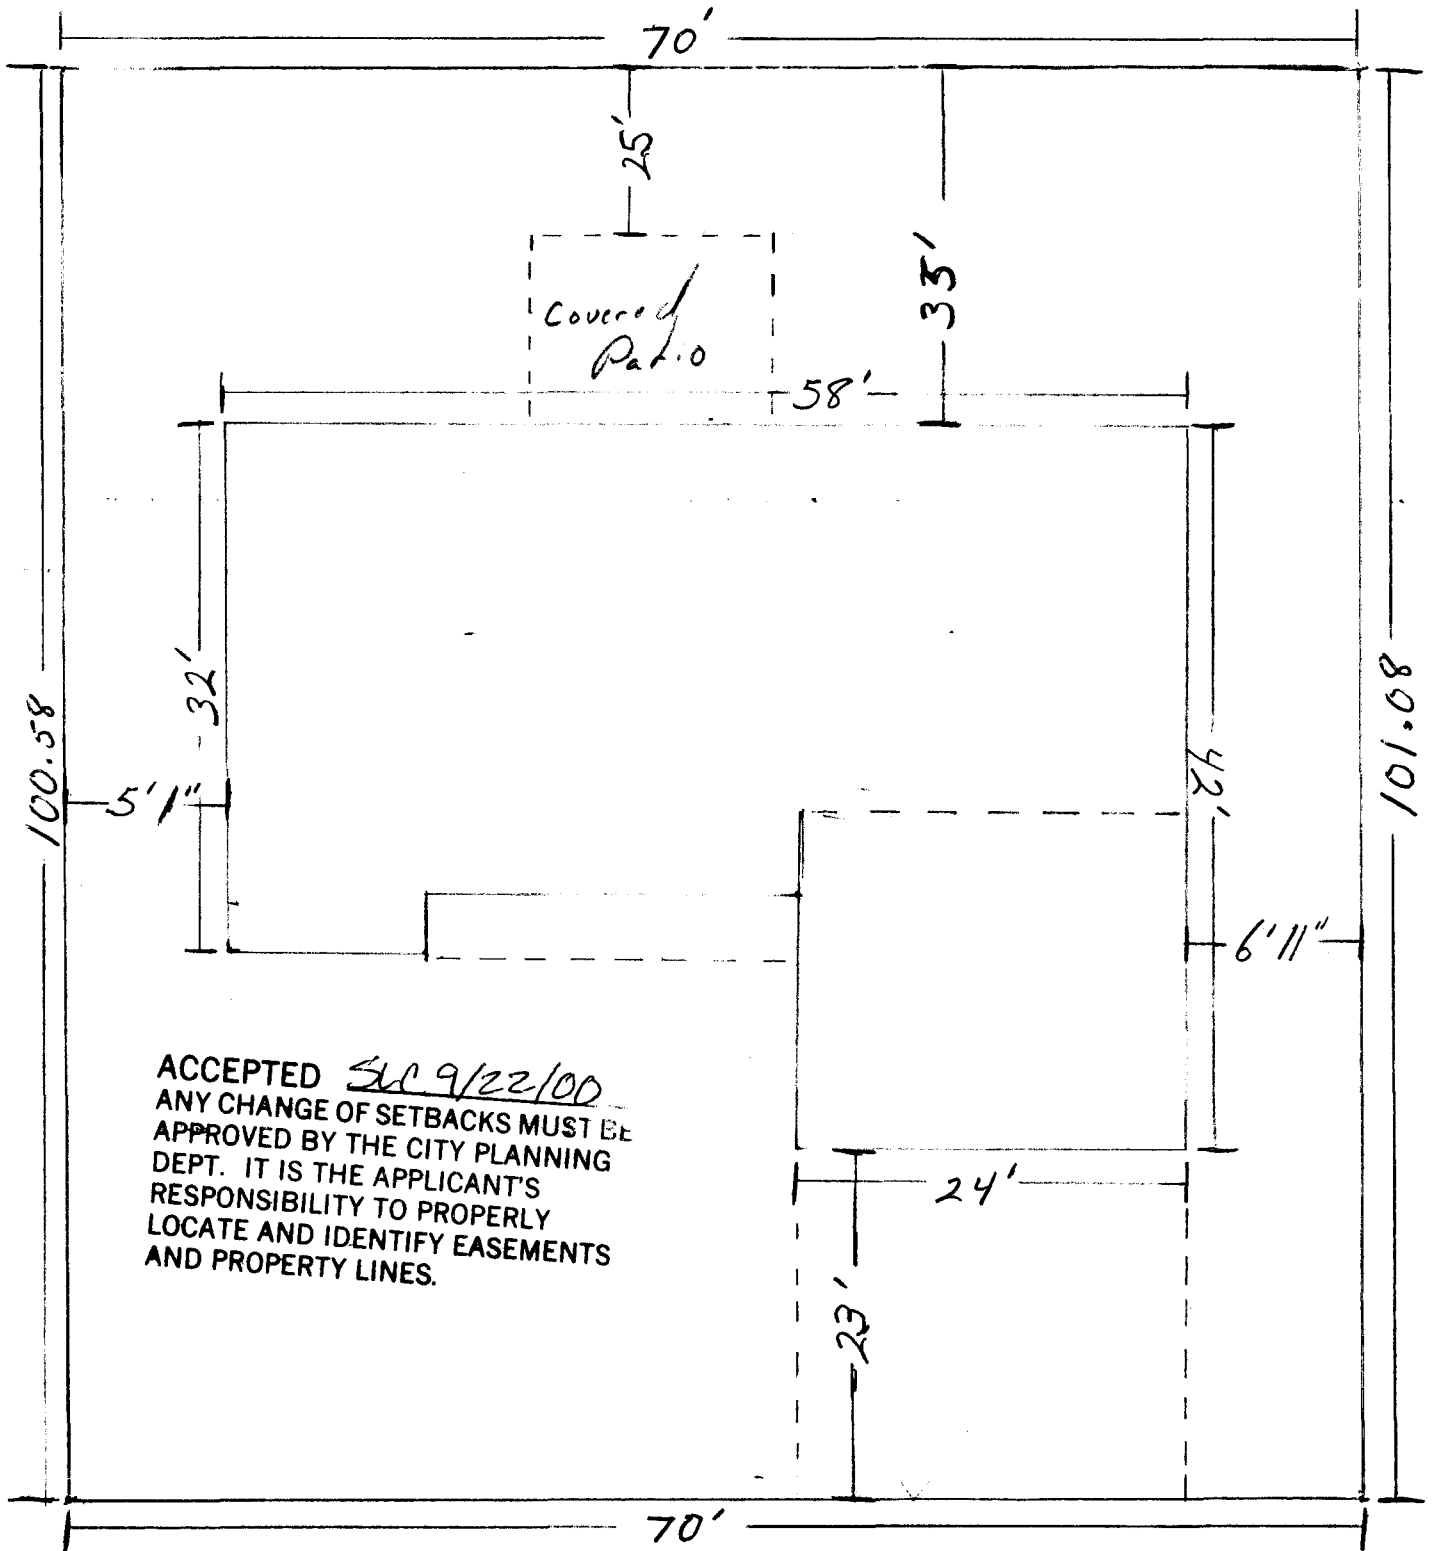 70'
25'
35'
Covered
Patio
58'
32'
42'
100.58
101.08
5'1"
6'11"
ACCEPTED SLC 9/22/00
ANY CHANGE OF SETBACKS MUST BE
APPROVED BY THE CITY PLANNING
DEPT. IT IS THE APPLICANT'S
RESPONSIBILITY TO PROPERLY
LOCATE AND IDENTIFY EASEMENTS
AND PROPERTY LINES.
24'
23'
70'